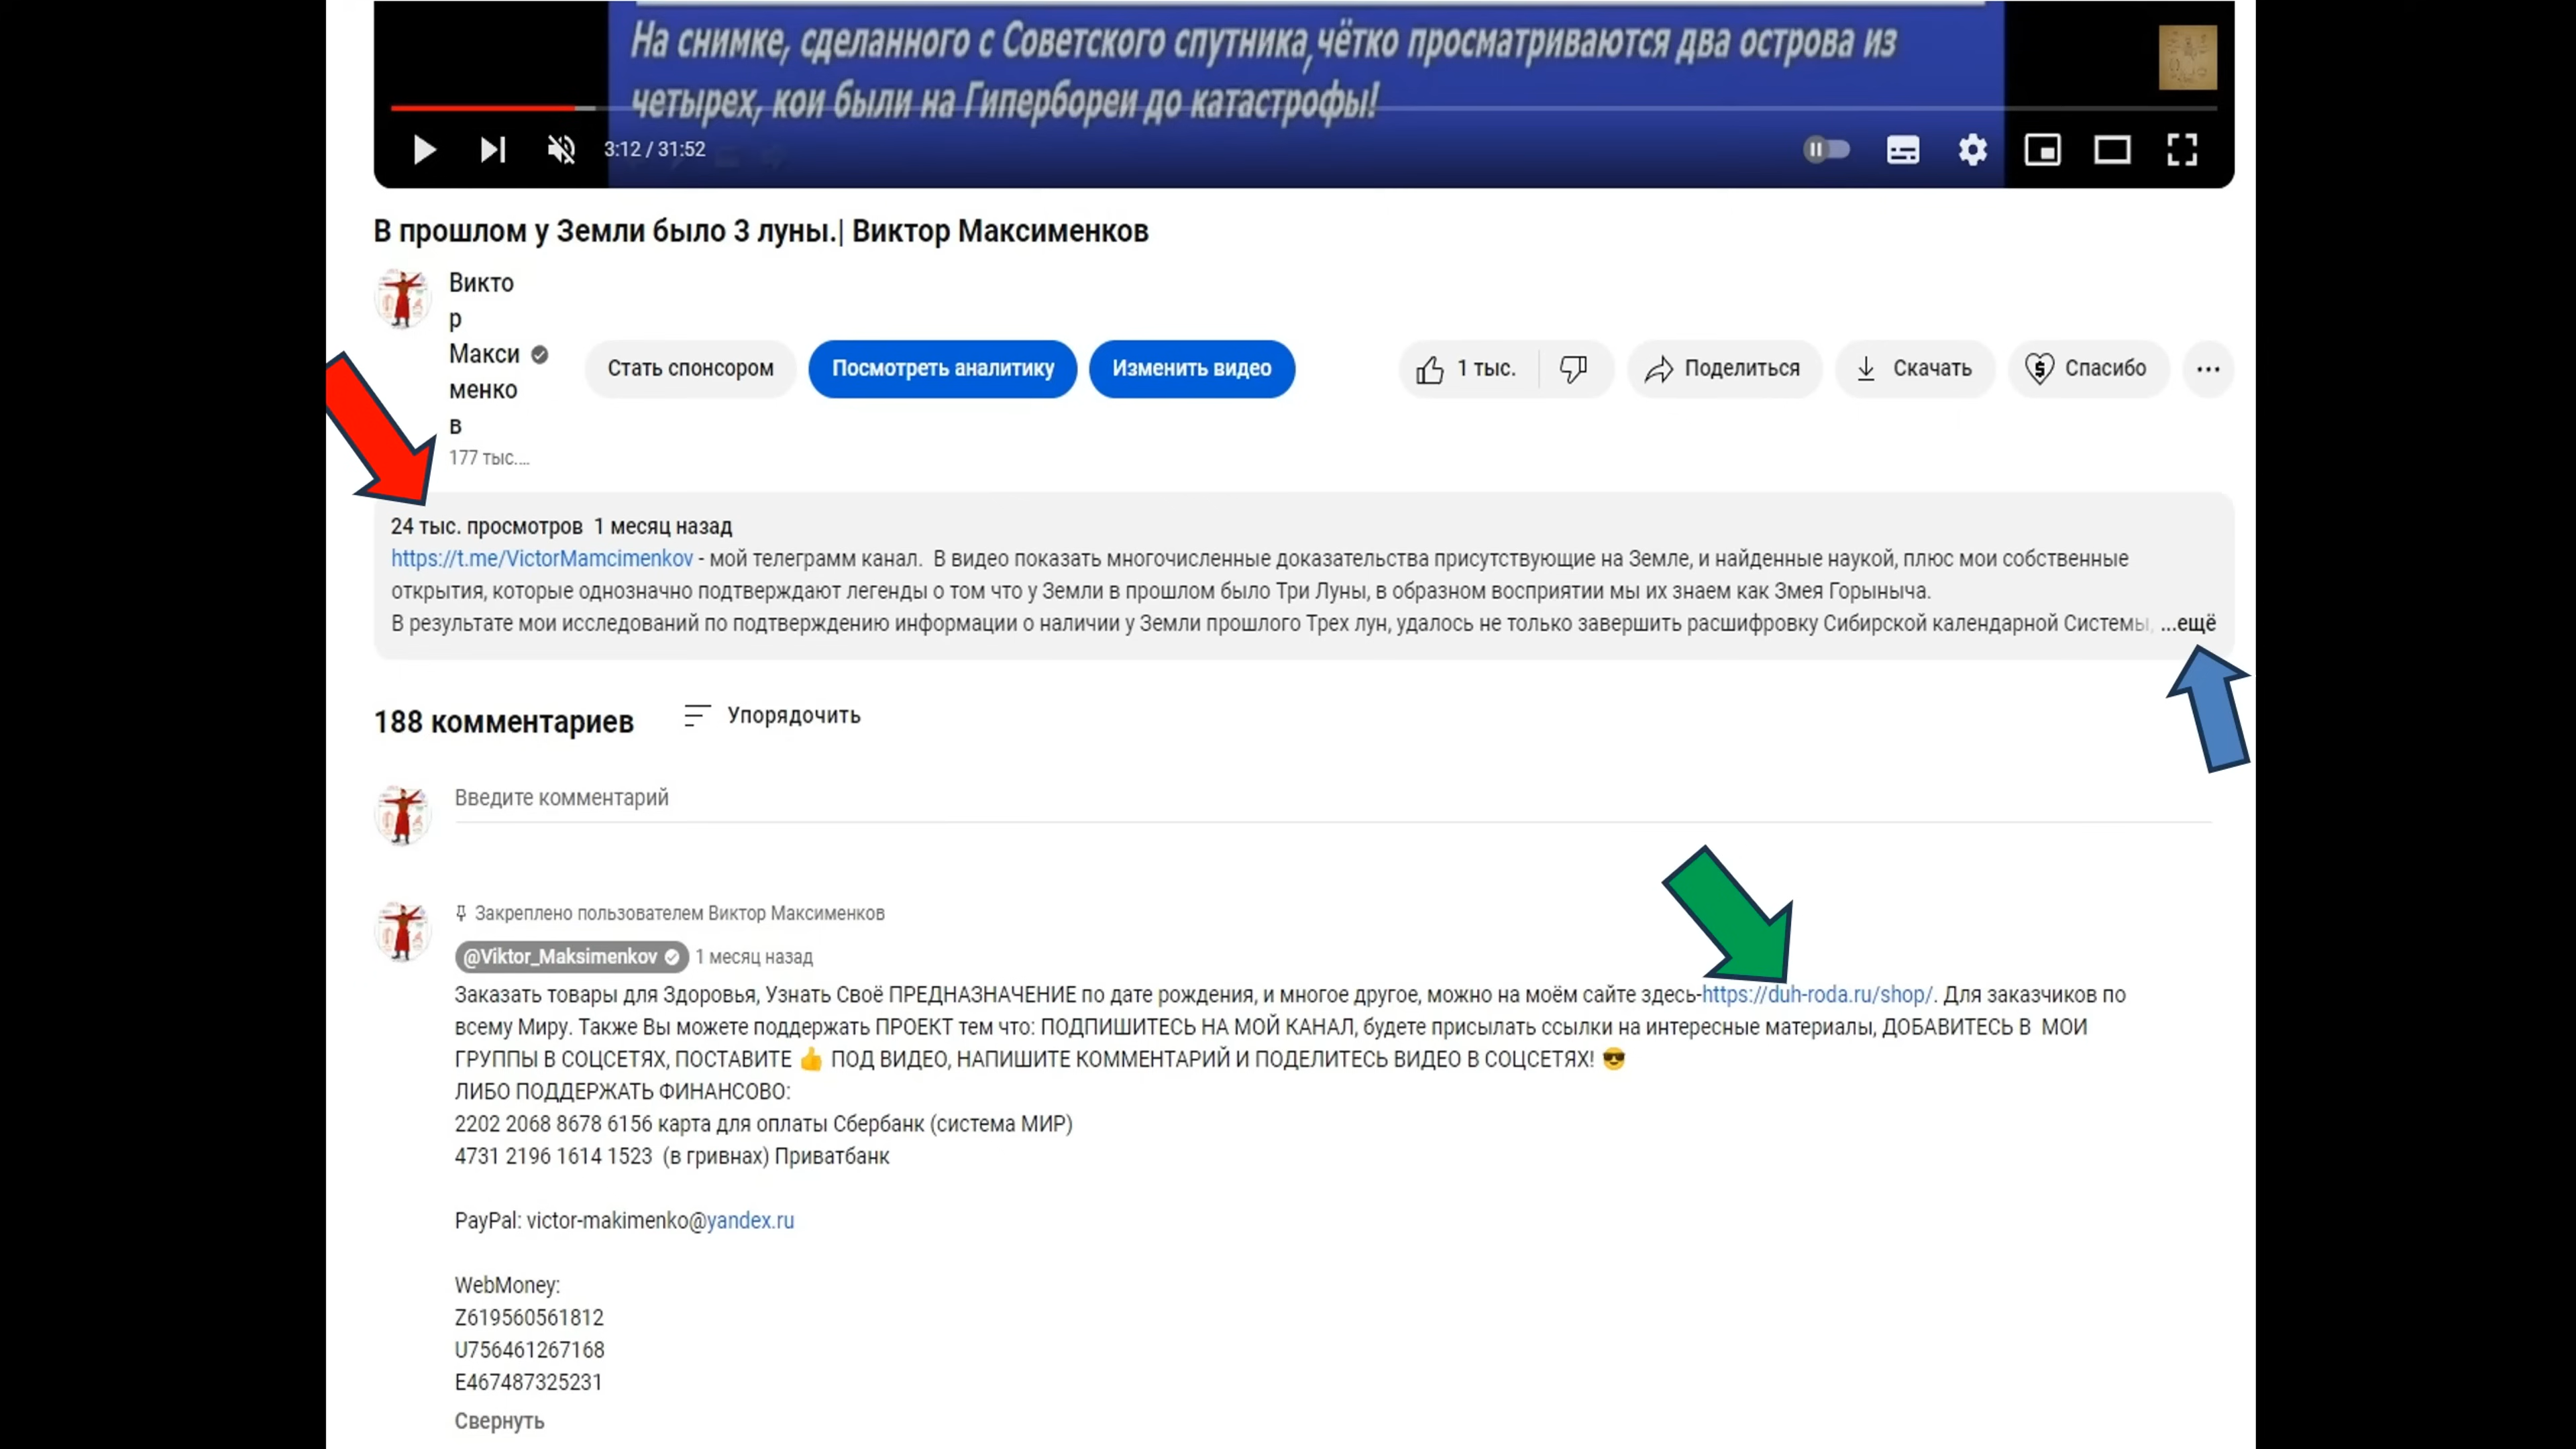 На снимке, сделанного с Советского спутника,чётко просматриваются два острова из
четырех, кои были на Гипербореи до катастрофы!
3:12 / 31:52
В прошлом у Земли было 3 луны.| Виктор Максименков
Викто
р
Макси
менко
в
177 тыс....
Стать спонсором
Посмотреть аналитику
Изменить видео
1 тыс.
Поделиться
Скачать
Спасибо
24 тыс. просмотров 1 месяц назад
https://t.me/VictorMamcimenkov - мой телеграмм канал. В видео показать многочисленные доказательства присутствующие на Земле, и найденные наукой, плюс мои собственные
открытия, которые однозначно подтверждают легенды о том что у Земли в прошлом было Три Луны, в образном восприятии мы их знаем как Змея Горыныча.
В результате мои исследований по подтверждению информации о наличии у Земли прошлого Трех лун, удалось не только завершить расшифровку Сибирской календарной Системы, ...ещё
188 комментариев
Упорядочить
Введите комментарий
Закреплено пользователем Виктор Максименков
@Viktor_Maksimenkov 1 месяц назад
Заказать товары для Здоровья, Узнать Своё ПРЕДНАЗНАЧЕНИЕ по дате рождения, и многое другое, можно на моём сайте здесь-https://duh-roda.ru/shop/. Для заказчиков по
всему Миру. Также Вы можете поддержать ПРОЕКТ тем что: ПОДПИШИТЕСЬ НА МОЙ КАНАЛ, будете присылать ссылки на интересные материалы, ДОБАВИТЕСЬ В МОИ
ГРУППЫ В СОЦСЕТЯХ, ПОСТАВИТЕ 👍 ПОД ВИДЕО, НАПИШИТЕ КОММЕНТАРИЙ И ПОДЕЛИТЕСЬ ВИДЕО В СОЦСЕТЯХ! 😎
ЛИБО ПОДДЕРЖАТЬ ФИНАНСОВО:
2202 2068 8678 6156 карта для оплаты Сбербанк (система МИР)
4731 2196 1614 1523 (в гривнах) Приватбанк
PayPal: victor-makimenko@yandex.ru
WebMoney:
Z619560561812
U756461267168
E467487325231
Свернуть